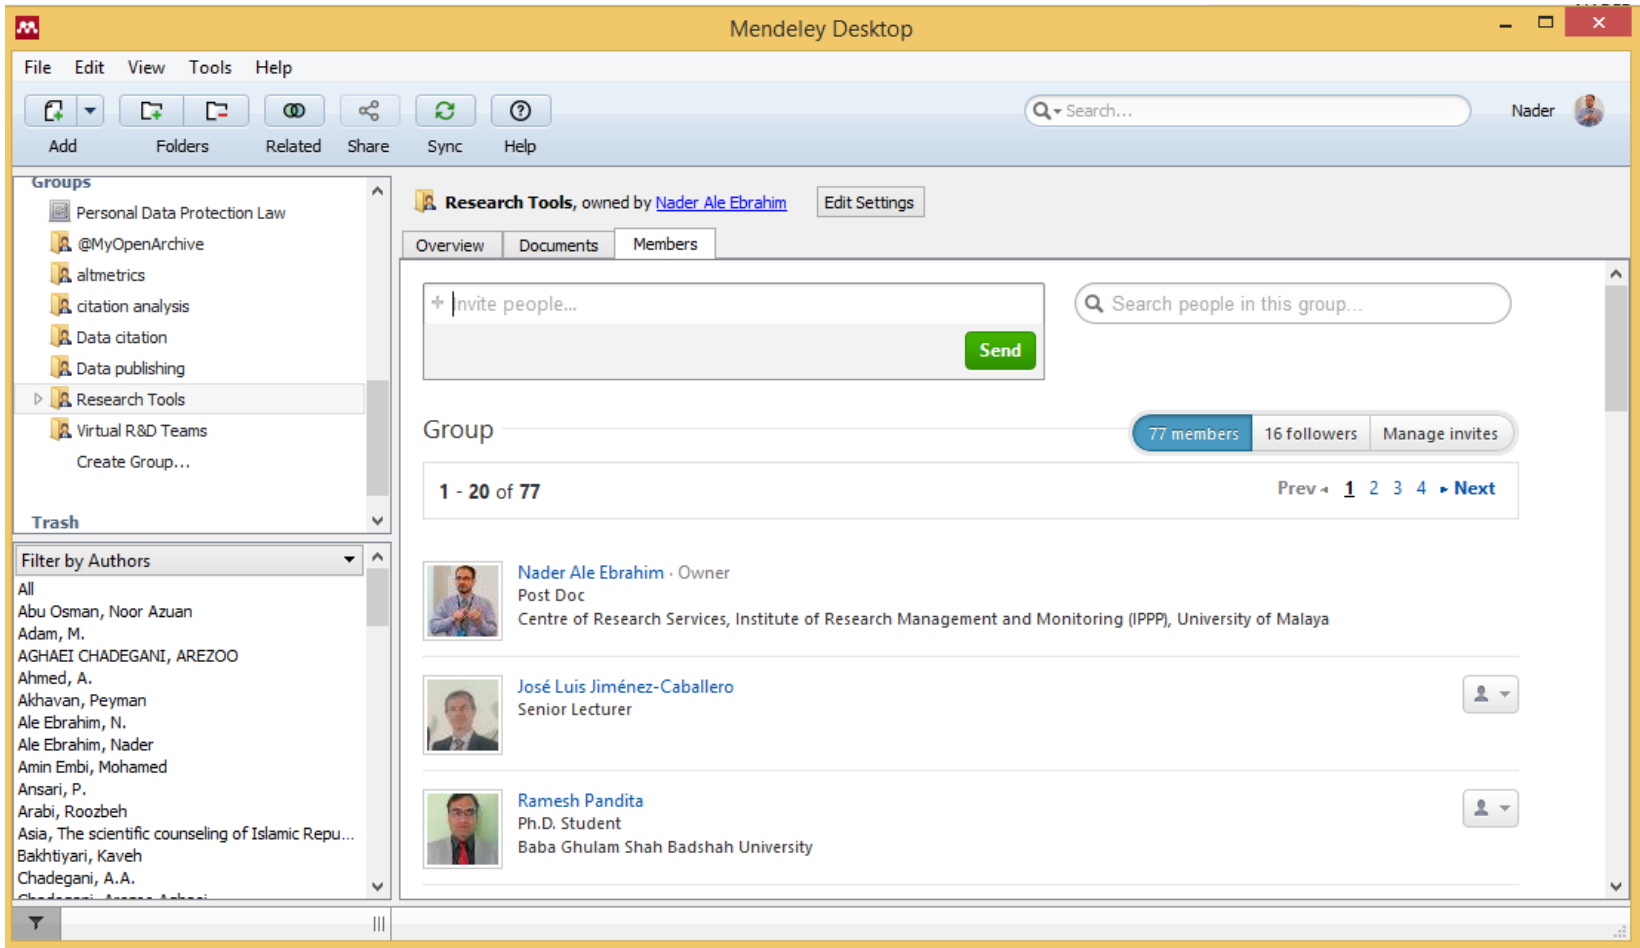 Mendeley Desktop
File Edit View Tools Help
Search...
Nader
Add Folders Related Share Sync Help
Groups
Personal Data Protection Law
@MyOpenArchive
altmetrics
citation analysis
Data citation
Data publishing
Research Tools
Virtual R&D Teams
Create Group...
Trash
Filter by Authors
All
Abu Osman, Noor Azuan
Adam, M.
AGHAEI CHADEGANI, AREZOO
Ahmed, A.
Akhavan, Peyman
Ale Ebrahim, N.
Ale Ebrahim, Nader
Amin Embi, Mohamed
Ansari, P.
Arabi, Roozbeh
Asia, The scientific counseling of Islamic Repu...
Bakhtiyari, Kaveh
Chadegani, A.A.
Research Tools, owned by Nader Ale Ebrahim Edit Settings
Overview Documents Members
+ Invite people...
Search people in this group...
Send
Group
77 members 16 followers Manage invites
1 - 20 of 77
Prev 1 2 3 4 Next
Nader Ale Ebrahim · Owner
Post Doc
Centre of Research Services, Institute of Research Management and Monitoring (IPPP), University of Malaya
José Luis Jiménez-Caballero
Senior Lecturer
Ramesh Pandita
Ph.D. Student
Baba Ghulam Shah Badshah University